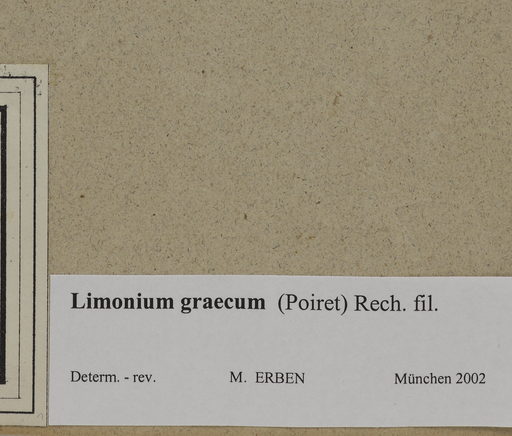 Limonium graecum (Poiret) Rech. fil.
Determ. - rev. M. ERBEN München 2002